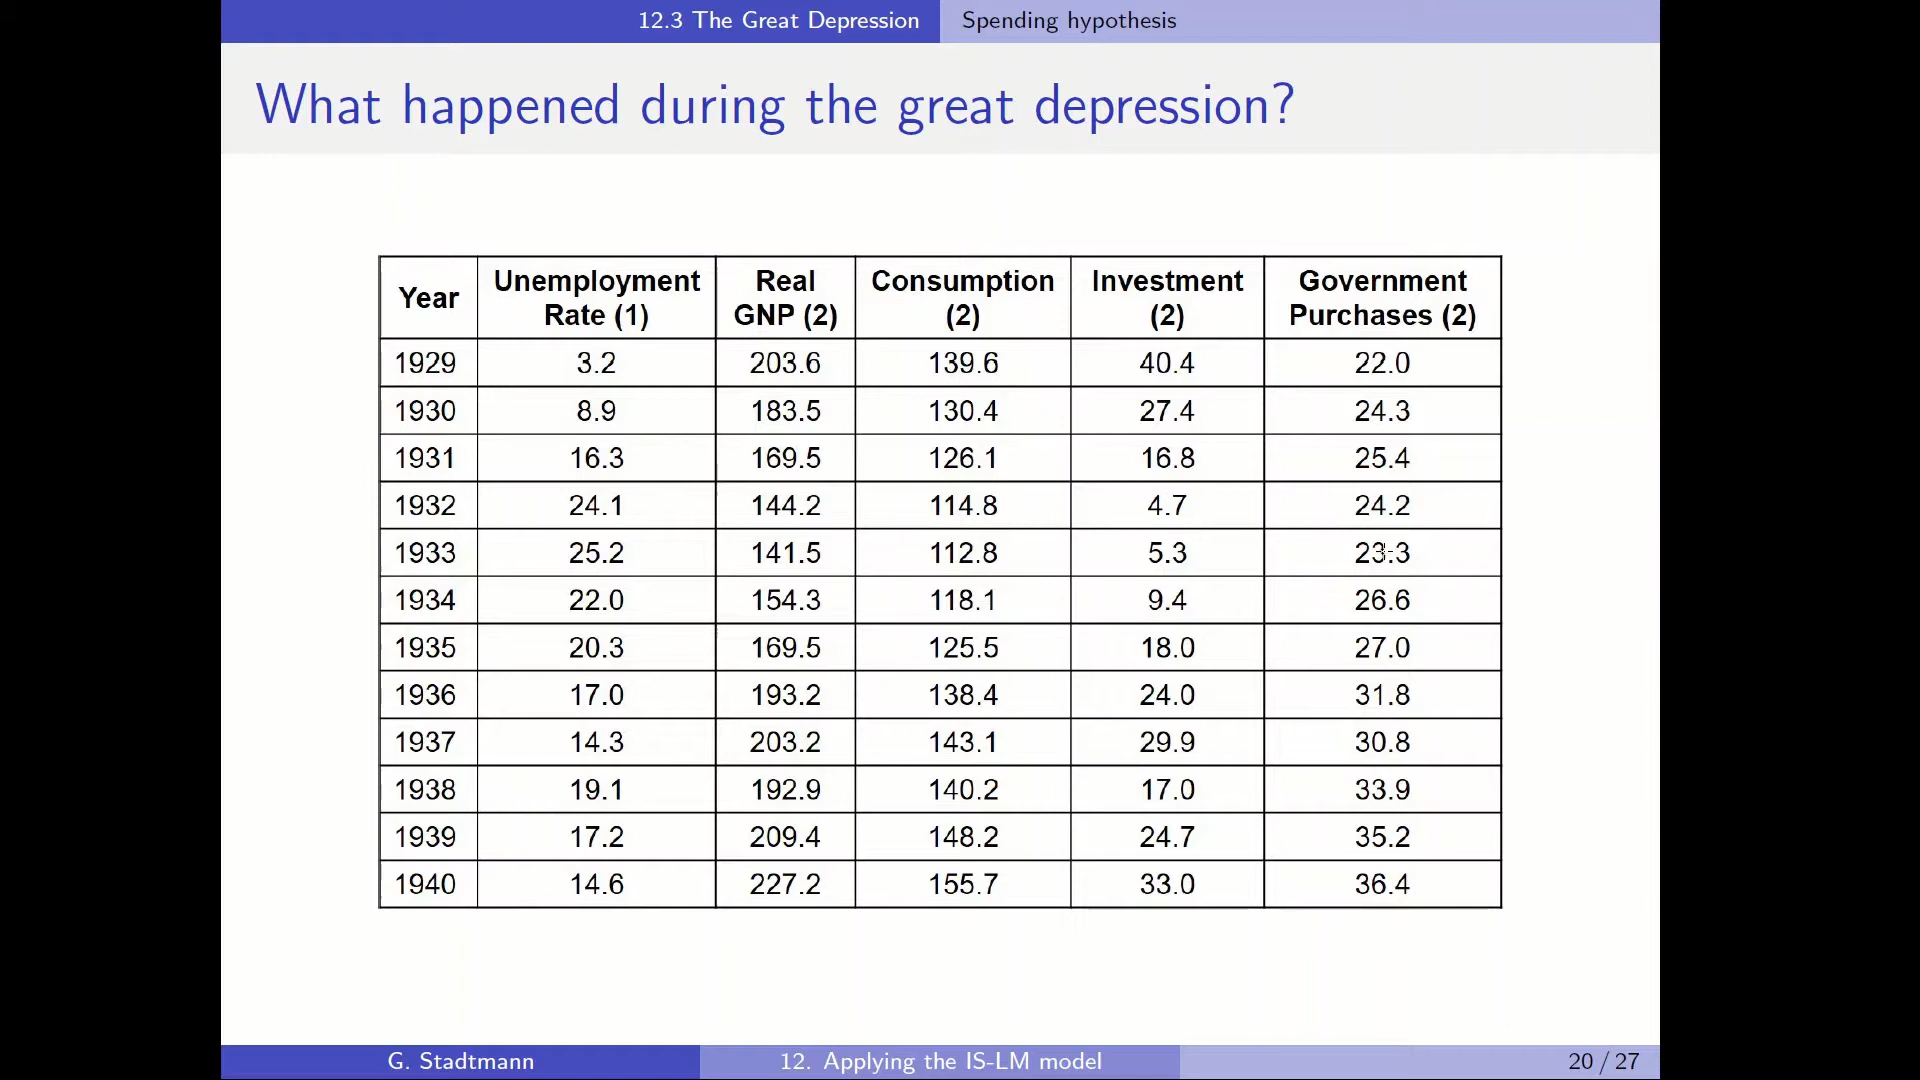 12.3 The Great Depression Spending hypothesis
What happened during the great depression?
Year Unemployment Rate (1) Real GNP (2) Consumption (2) Investment (2) Government Purchases (2)
1929 3.2 203.6 139.6 40.4 22.0
1930 8.9 183.5 130.4 27.4 24.3
1931 16.3 169.5 126.1 16.8 25.4
1932 24.1 144.2 114.8 4.7 24.2
1933 25.2 141.5 112.8 5.3 23.3
1934 22.0 154.3 118.1 9.4 26.6
1935 20.3 169.5 125.5 18.0 27.0
1936 17.0 193.2 138.4 24.0 31.8
1937 14.3 203.2 143.1 29.9 30.8
1938 19.1 192.9 140.2 17.0 33.9
1939 17.2 209.4 148.2 24.7 35.2
1940 14.6 227.2 155.7 33.0 36.4
G. Stadtmann 12. Applying the IS-LM model 20 / 27